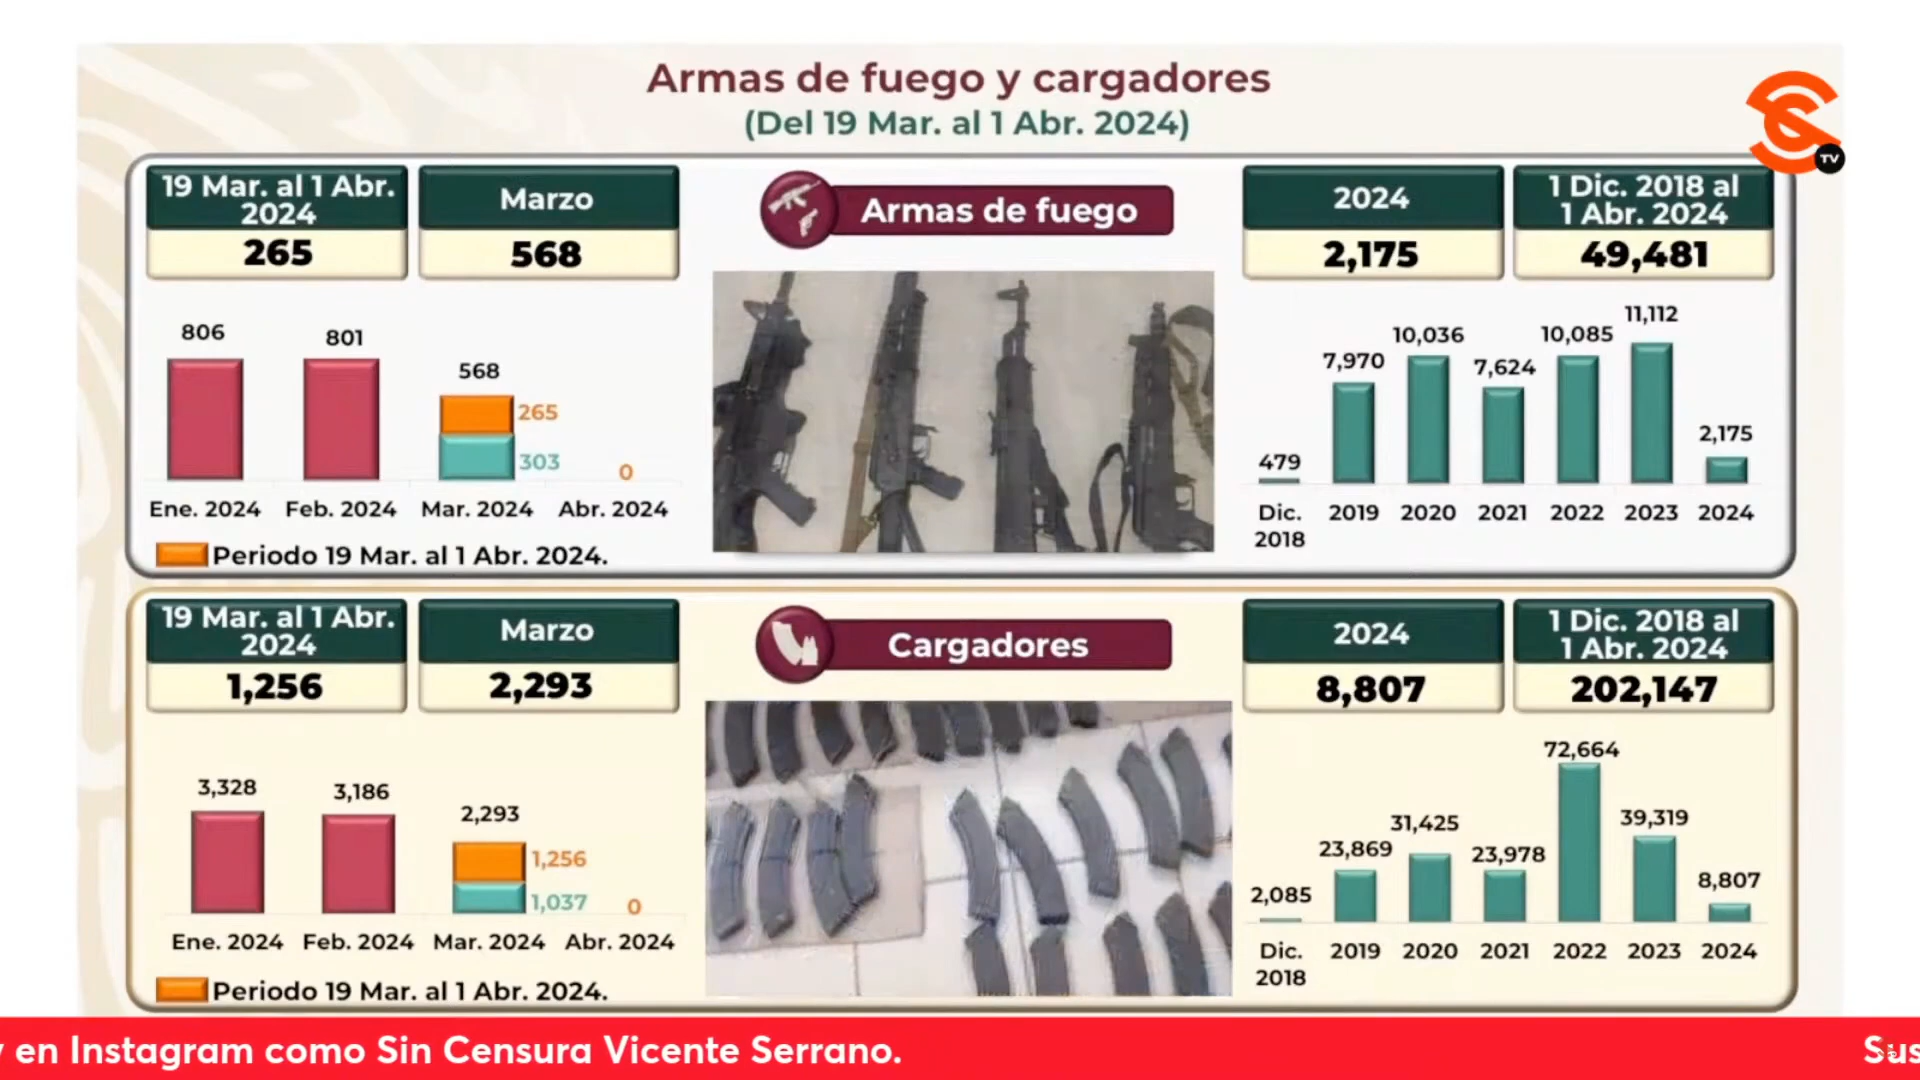 Armas de fuego y cargadores
(Del 19 Mar. al 1 Abr. 2024)
TV
19 Mar. al 1 Abr.
2024
265
Marzo
568
Armas de fuego
2024
2,175
1 Dic. 2018 al
1 Abr. 2024
49,481
806
801
568
265
303
0
Ene. 2024
Feb. 2024
Mar. 2024
Abr. 2024
Periodo 19 Mar. al 1 Abr. 2024.
479
7,970
10,036
7,624
10,085
11,112
2,175
Dic.
2018
2019
2020
2021
2022
2023
2024
19 Mar. al 1 Abr.
2024
1,256
Marzo
2,293
Cargadores
2024
8,807
1 Dic. 2018 al
1 Abr. 2024
202,147
3,328
3,186
2,293
1,256
1,037
0
Ene. 2024
Feb. 2024
Mar. 2024
Abr. 2024
Periodo 19 Mar. al 1 Abr. 2024.
2,085
23,869
31,425
23,978
72,664
39,319
8,807
Dic.
2018
2019
2020
2021
2022
2023
2024
en Instagram como Sin Censura Vicente Serrano.
Sus